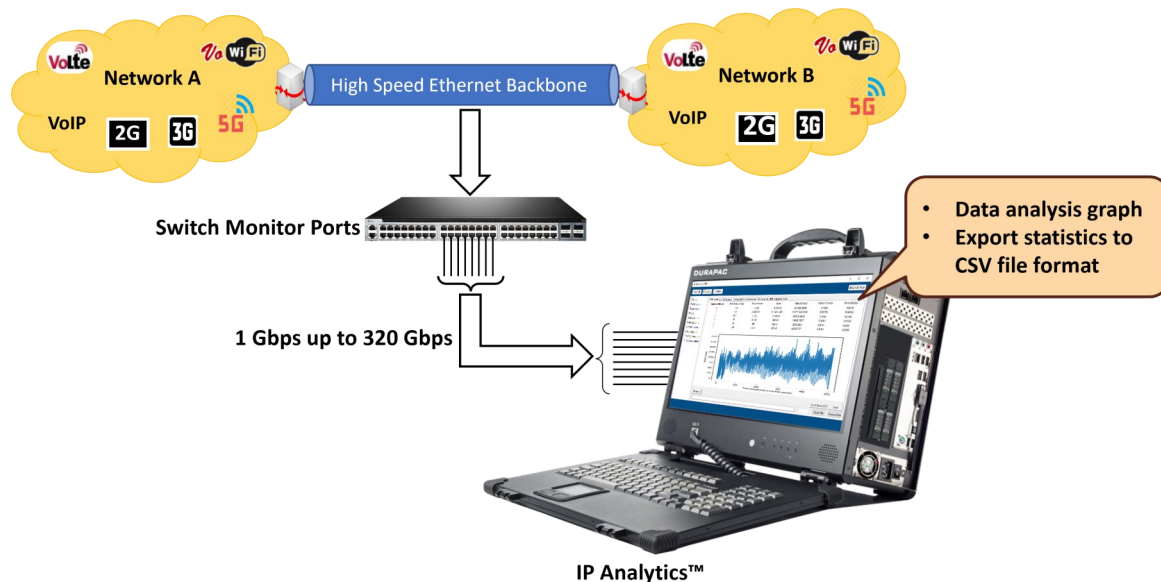 VoLte
Vo WiFi
Network A
VoIP
2G
3G
5G
High Speed Ethernet Backbone
VoLte
Vo WiFi
Network B
VoIP
2G
3G
5G
Switch Monitor Ports
• Data analysis graph
• Export statistics to
CSV file format
DURAPAC
1 Gbps up to 320 Gbps
IP Analytics™